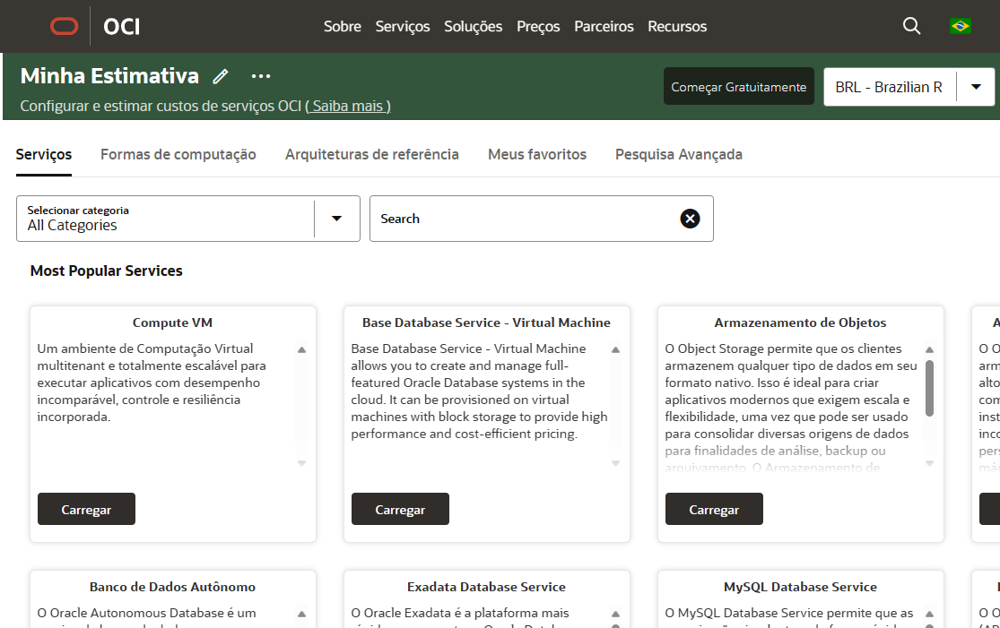 OCI
Sobre Serviços Soluções Preços Parceiros Recursos
Minha Estimativa
Configurar e estimar custos de serviços OCI ( Saiba mais )
Começar Gratuitamente
BRL - Brazilian R
Serviços Formas de computação Arquiteturas de referência Meus favoritos Pesquisa Avançada
Selecionar categoria
All Categories
Search
Most Popular Services
Compute VM
Um ambiente de Computação Virtual
multitenant e totalmente escalável para
executar aplicativos com desempenho
incomparável, controle e resiliência
incorporada.
Carregar
Base Database Service - Virtual Machine
Base Database Service - Virtual Machine
allows you to create and manage full-
featured Oracle Database systems in the
cloud. It can be provisioned on virtual
machines with block storage to provide high
performance and cost-efficient pricing.
Carregar
Armazenamento de Objetos
O Object Storage permite que os clientes
armazenem qualquer tipo de dados em seu
formato nativo. Isso é ideal para criar
aplicativos modernos que exigem escala e
flexibilidade, uma vez que pode ser usado
para consolidar diversas origens de dados
para finalidades de análise, backup ou
arquivamento. O Armazenamento de
Carregar
Banco de Dados Autônomo
O Oracle Autonomous Database é um
Exadata Database Service
O Oracle Exadata é a plataforma mais
MySQL Database Service
O MySQL Database Service permite que as